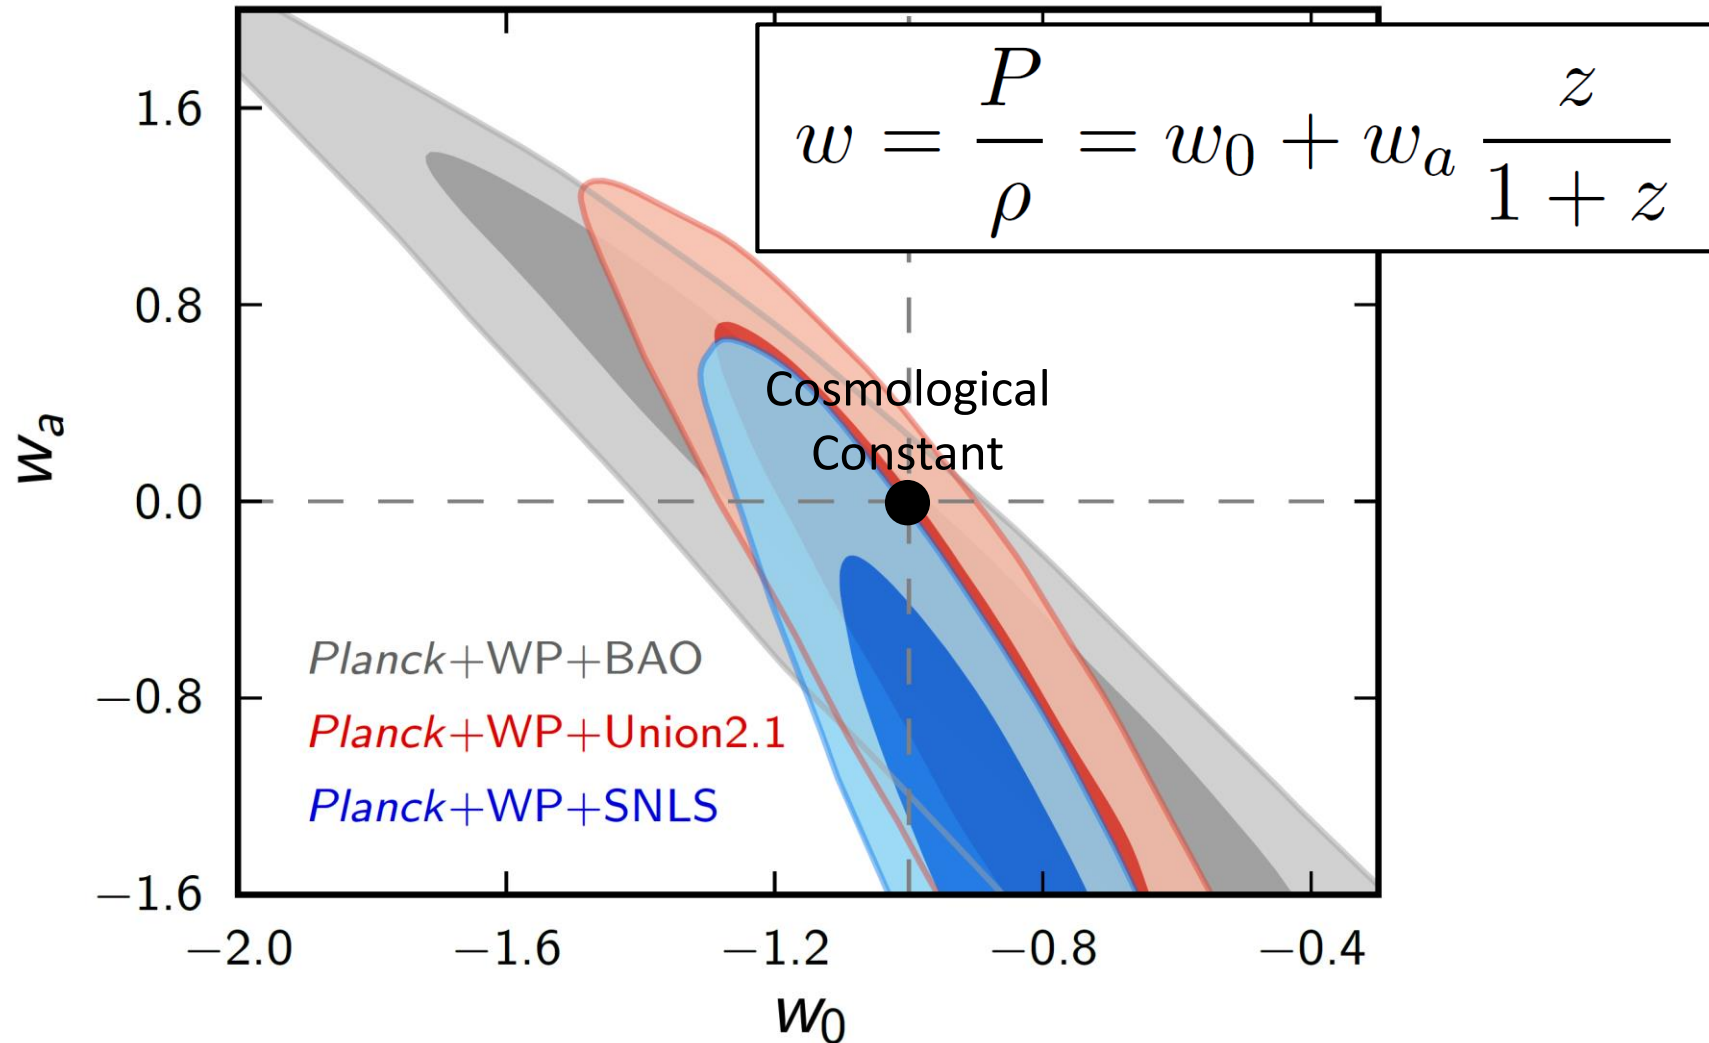 w = P/ρ = w₀ + wₐ z/(1 + z)
1.6
0.8
0.0
−0.8
−1.6
wₐ
Cosmological
Constant
Planck+WP+BAO
Planck+WP+Union2.1
Planck+WP+SNLS
−2.0 −1.6 −1.2 −0.8 −0.4
w₀